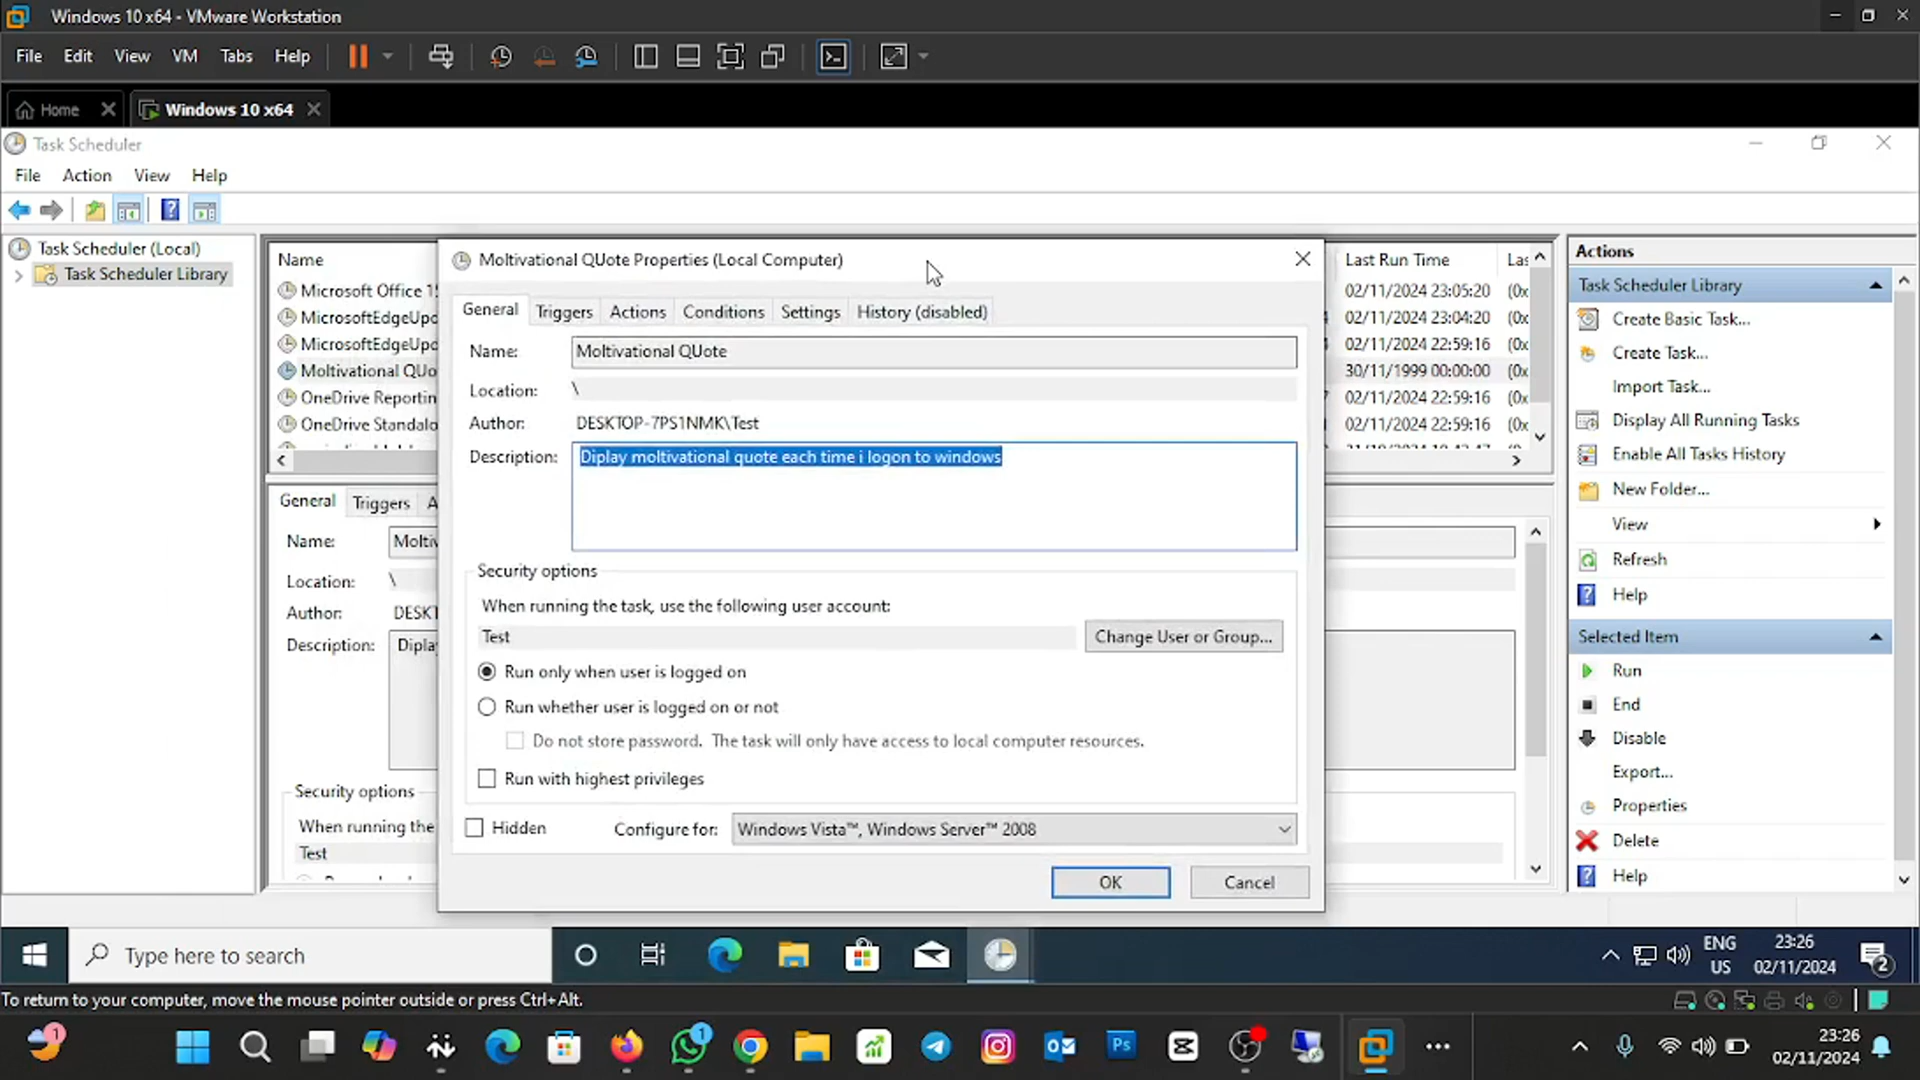 Windows 10 x64 - VMware Workstation
File Edit View VM Tabs Help
Home Windows 10 x64
Task Scheduler
File Action View Help
Task Scheduler (Local)
Task Scheduler Library
Name
Microsoft Office 15
MicrosoftEdgeUpo
MicrosoftEdgeUpo
Moltivational QUo
OneDrive Reportin
OneDrive Standalo
Last Run Time Las
02/11/2024 23:05:20 (0x
02/11/2024 23:04:20 (0x
02/11/2024 22:59:16 (0x
30/11/1999 00:00:00 (0x
02/11/2024 22:59:16 (0x
02/11/2024 22:59:16 (0x
General Triggers A
Name: Moltiv
Location: \
Author: DESKT
Description: Dipla
Security options
When running the
Test
Moltivational QUote Properties (Local Computer)
General Triggers Actions Conditions Settings History (disabled)
Name: Moltivational QUote
Location: \
Author: DESKTOP-7PS1NMK\Test
Description: Diplay moltivational quote each time i logon to windows
Security options
When running the task, use the following user account:
Test Change User or Group...
Run only when user is logged on
Run whether user is logged on or not
Do not store password. The task will only have access to local computer resources.
Run with highest privileges
Hidden Configure for: Windows Vista™, Windows Server™ 2008
OK Cancel
Actions
Task Scheduler Library
Create Basic Task...
Create Task...
Import Task...
Display All Running Tasks
Enable All Tasks History
New Folder...
View
Refresh
Help
Selected Item
Run
End
Disable
Export...
Properties
Delete
Help
Type here to search
ENG
US
23:26
02/11/2024
2
To return to your computer, move the mouse pointer outside or press Ctrl+Alt.
1
1
Ps
23:26
02/11/2024